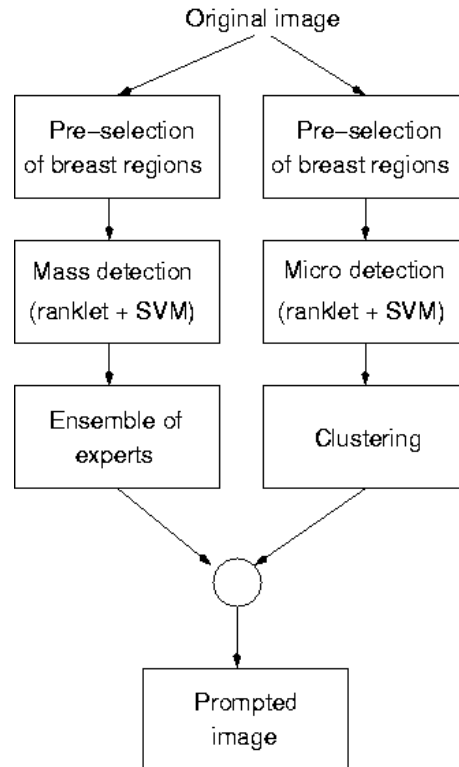 Original image
Pre-selection
of breast regions
Pre-selection
of breast regions
Mass detection
(ranklet + SVM)
Micro detection
(ranklet + SVM)
Ensemble of
experts
Clustering
Prompted
image